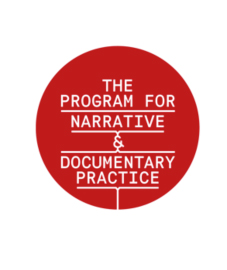 THE
PROGRAM FOR
NARRATIVE
&
DOCUMENTARY
PRACTICE